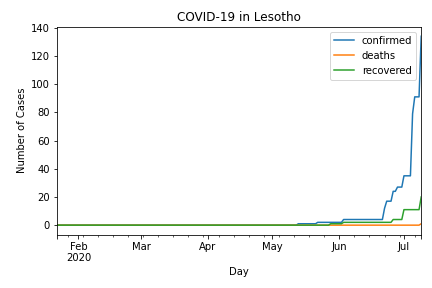 COVID-19 in Lesotho
confirmed
deaths
recovered
Number of Cases
140
120
100
80
60
40
20
0
Feb
2020
Mar
Apr
May
Jun
Jul
Day